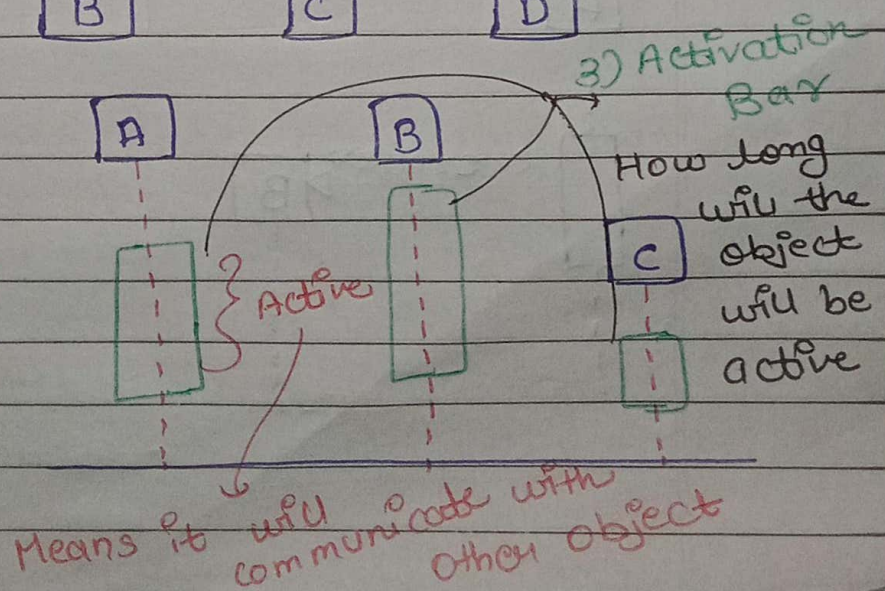 B C D
3) Activation
Bar
A B
How long
will the
C object
Active will be
active
Means it will
communicate with
other object